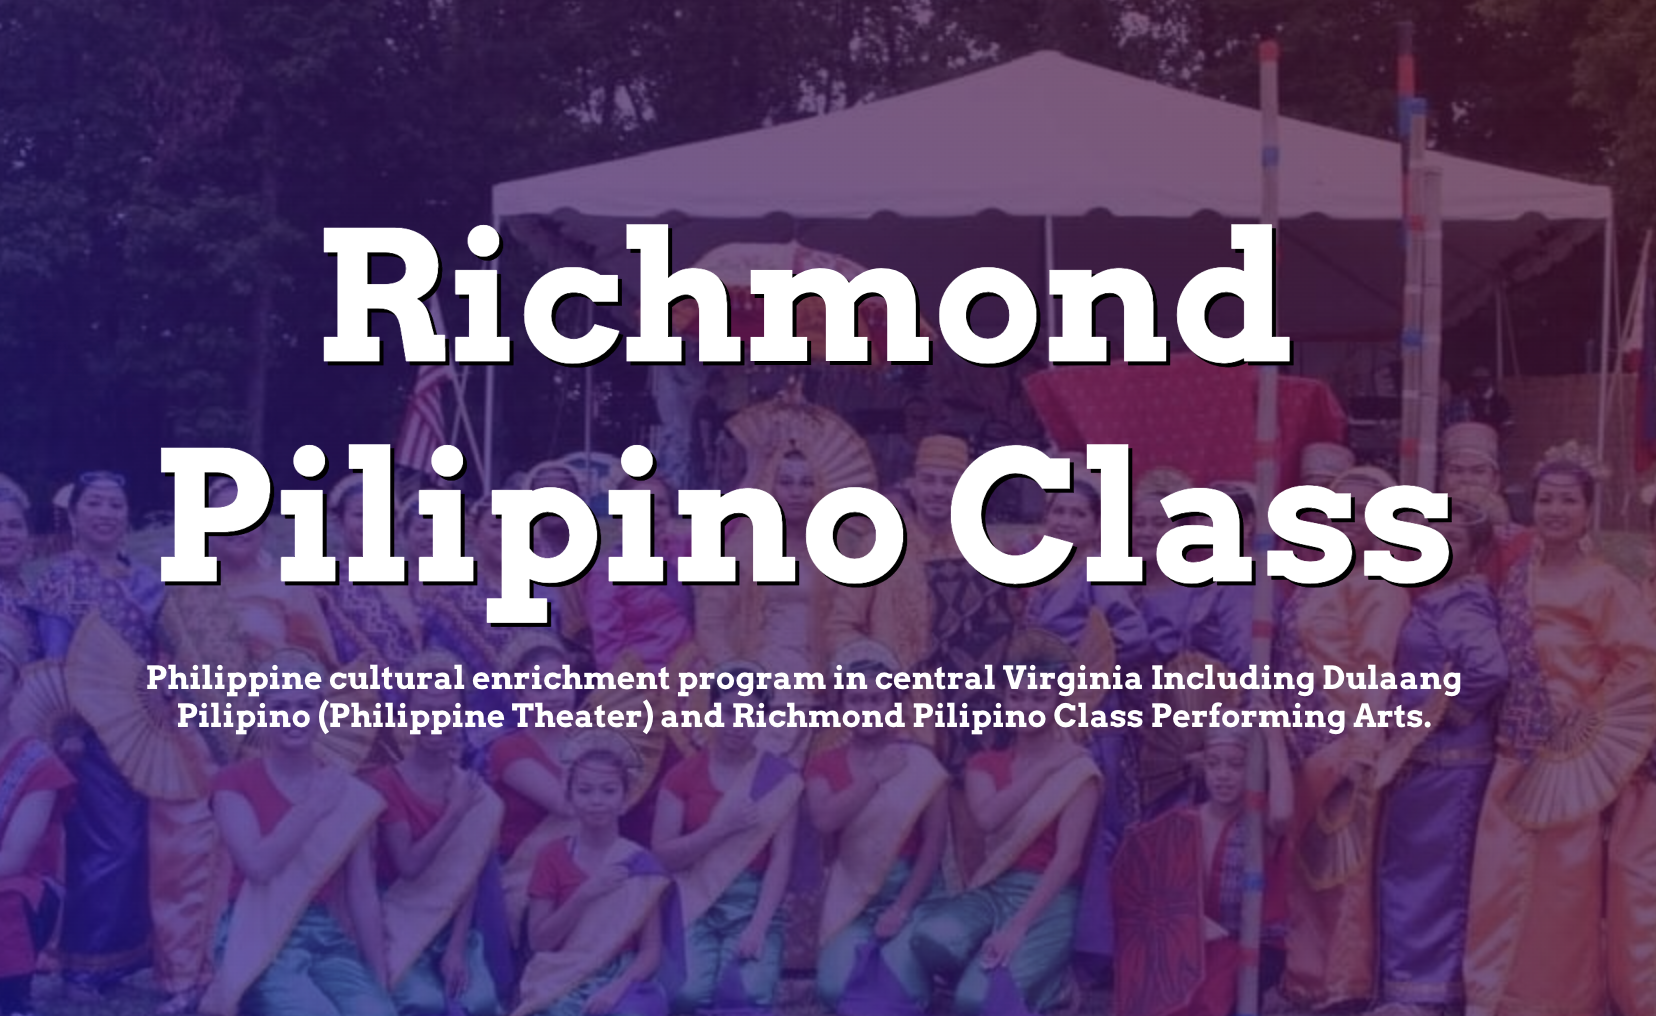 Richmond
Pilipino Class
Philippine cultural enrichment program in central Virginia Including Dulaang
Pilipino (Philippine Theater) and Richmond Pilipino Class Performing Arts.